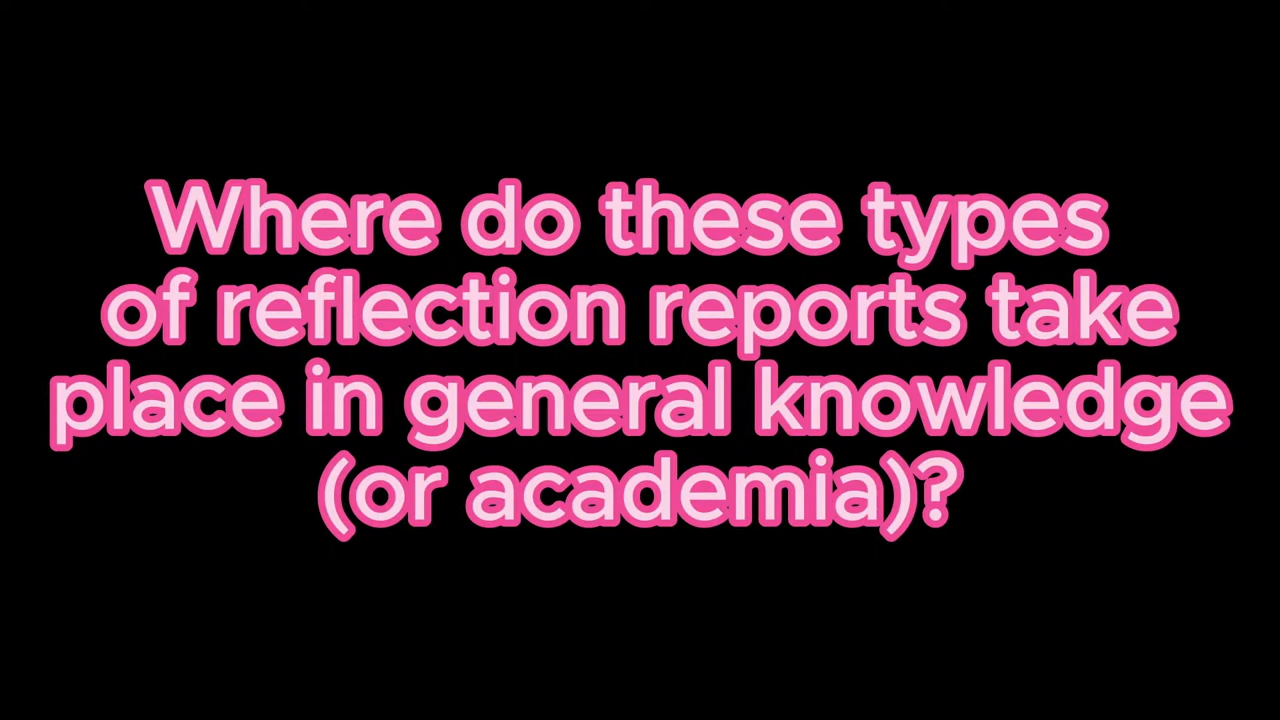 Where do these types
of reflection reports take
place in general knowledge
(or academia)?